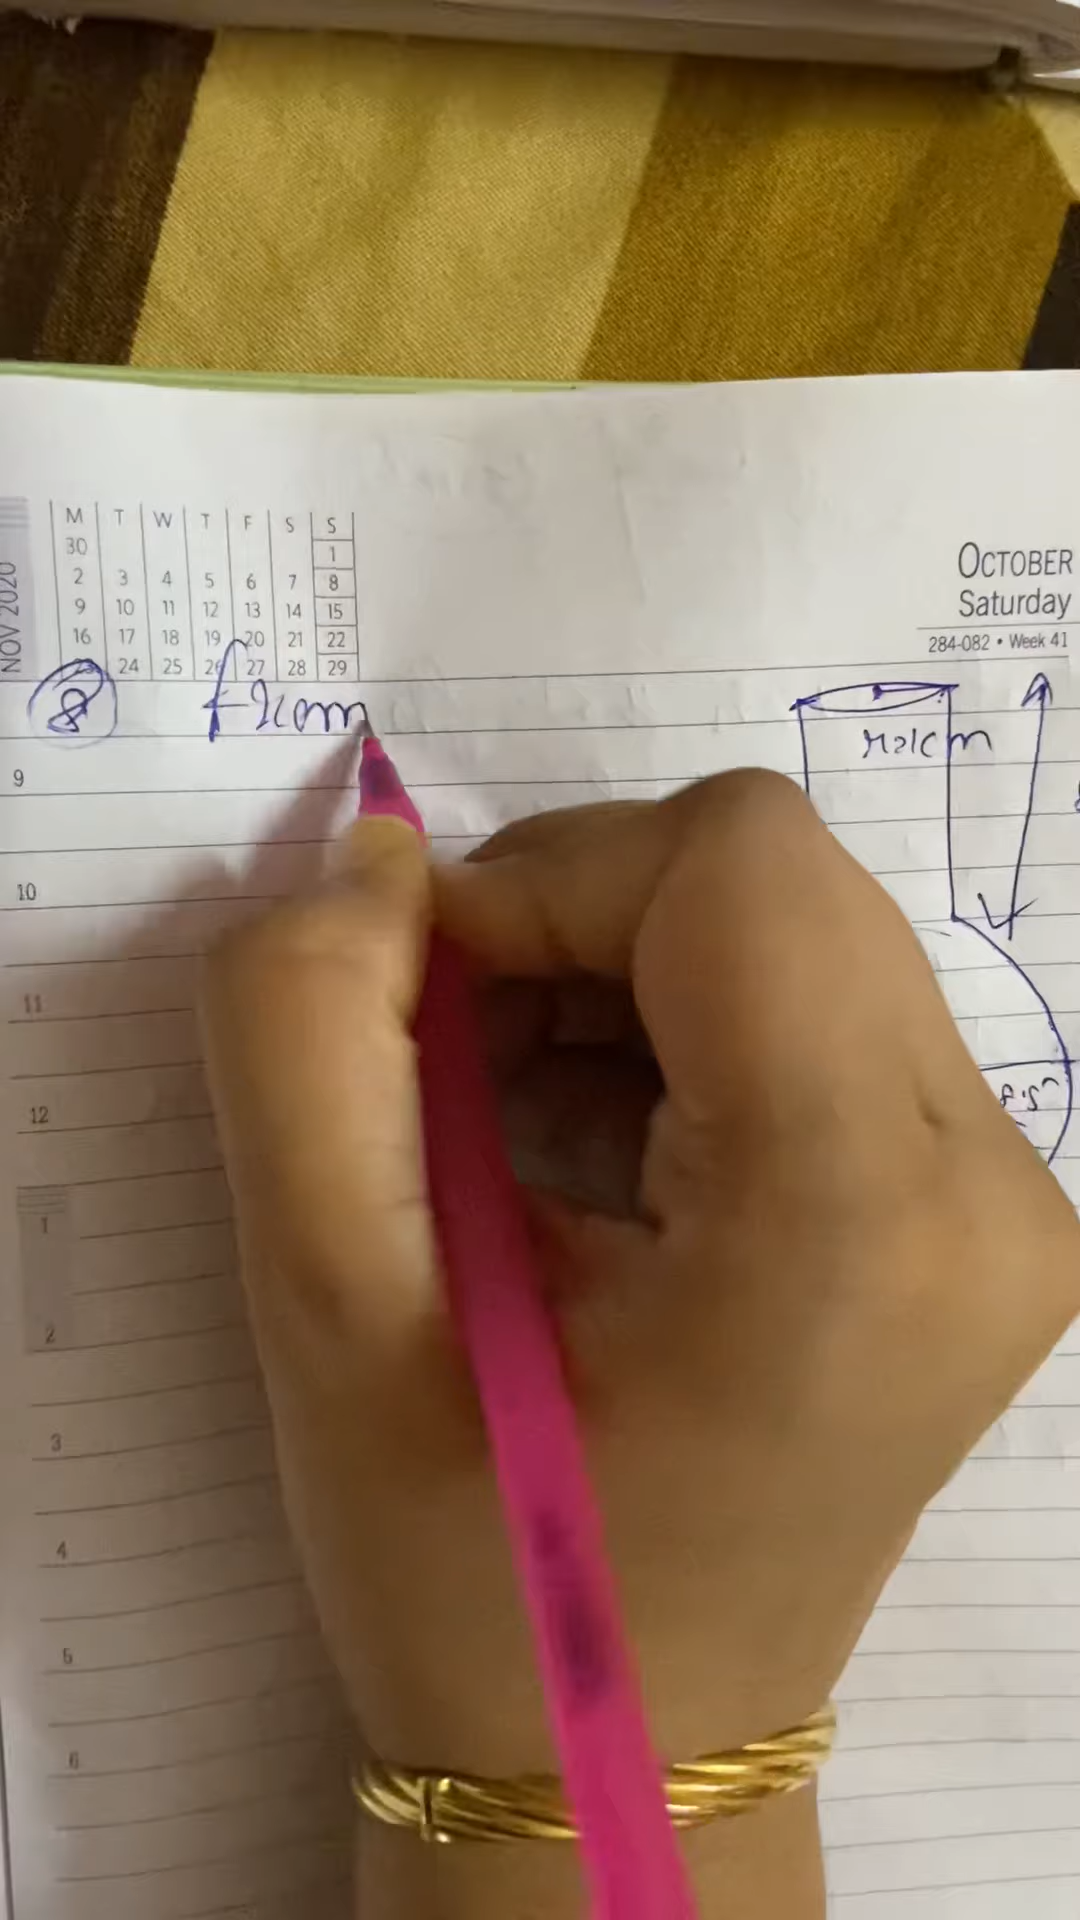 NOV 2020
M T W T F S S
30 1
2 3 4 5 6 7 8
9 10 11 12 13 14 15
16 17 18 19 20 21 22
23 24 25 26 27 28 29
OCTOBER
Saturday
284-082 • Week 41
8 from
r=1cm
9
10
11
12
1
2
3
4
5
6